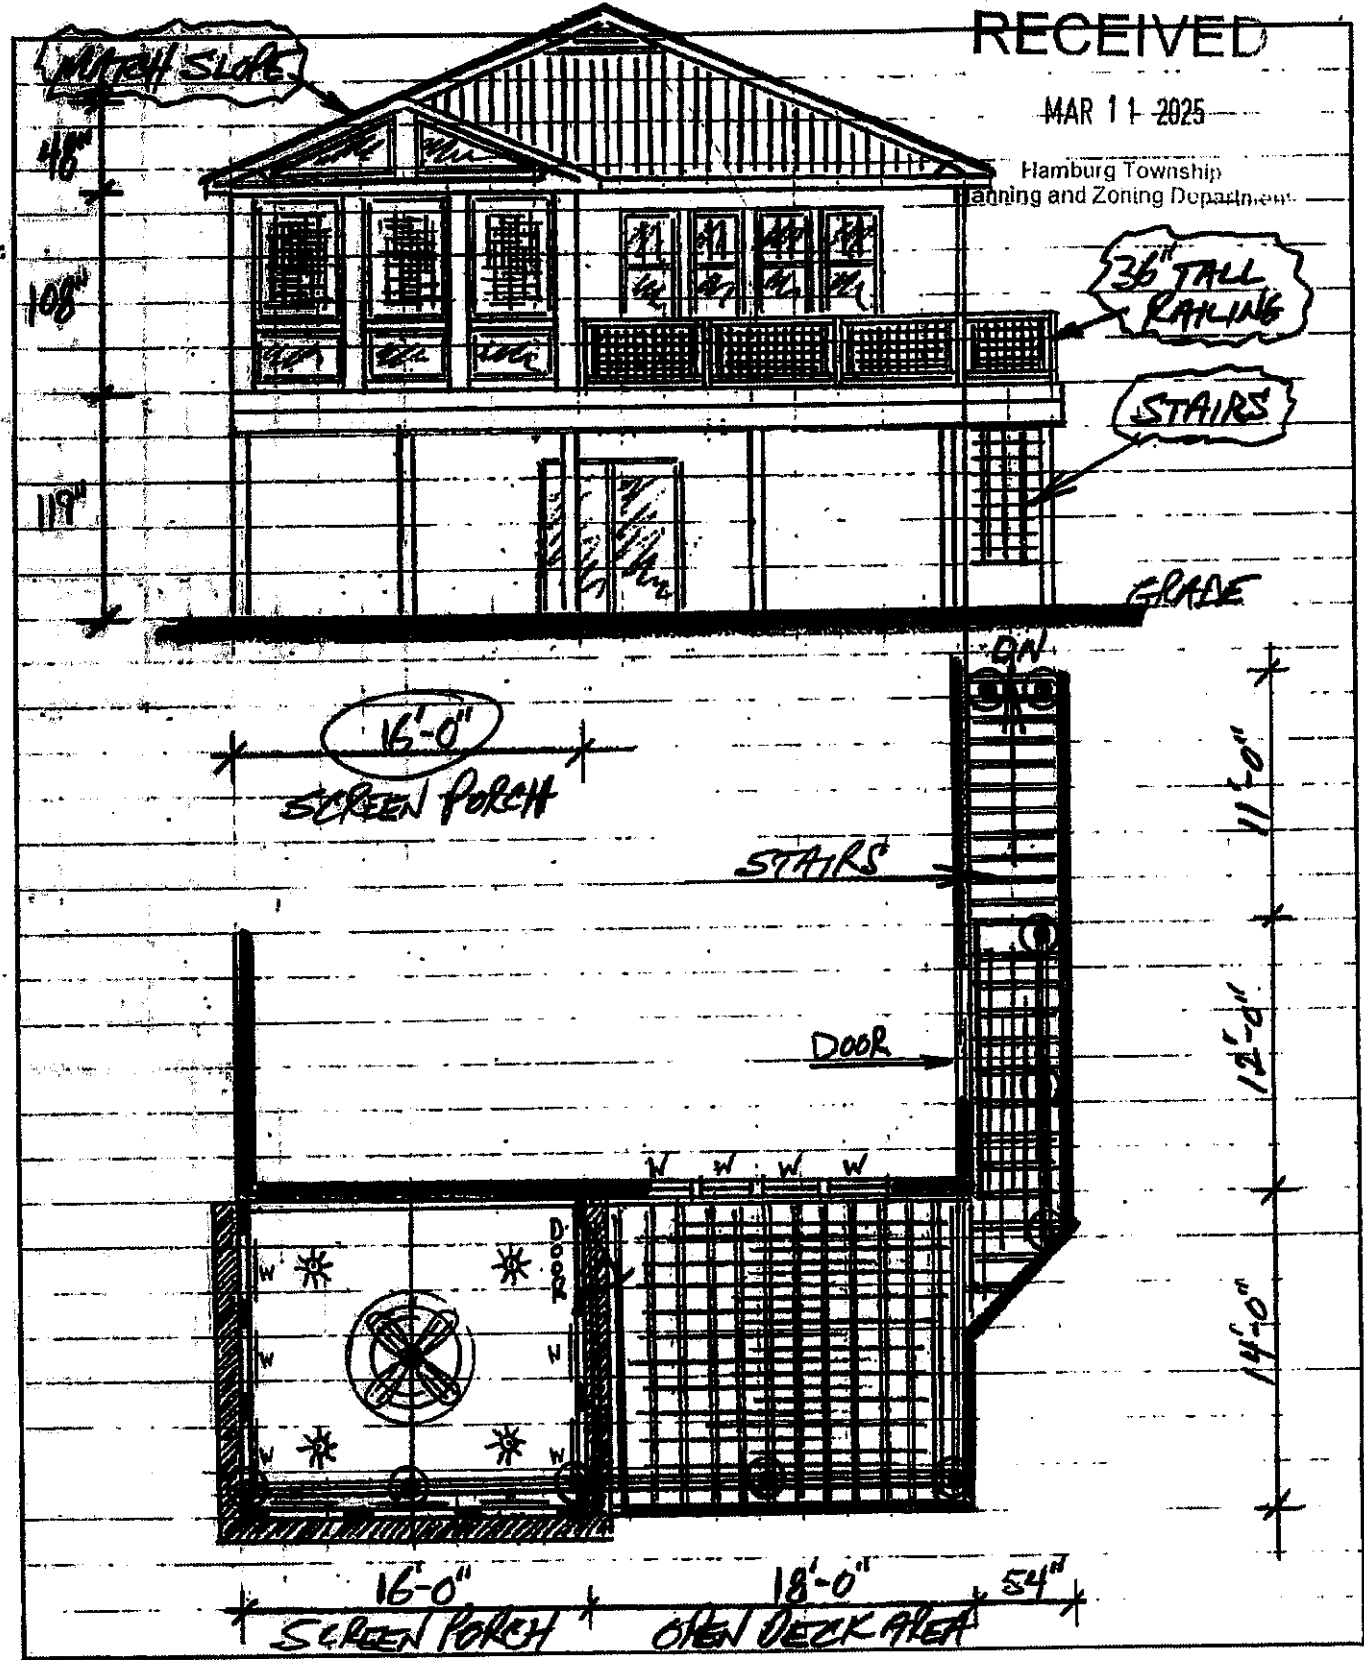 RECEIVED
MAR 11 2025
Hamburg Township
Planning and Zoning Department
MATCH SLOPE
48"
108"
119"
36" TALL
RAILING
STAIRS
GRADE
DN
16'-0"
SCREEN PORCH
11'-0"
STAIRS
12'-0"
DOOR
W W W W
DOOR
W
W
W
W
W
14'-0"
16'-0"
SCREEN PORCH
18'-0"
OPEN DECK AREA
54"